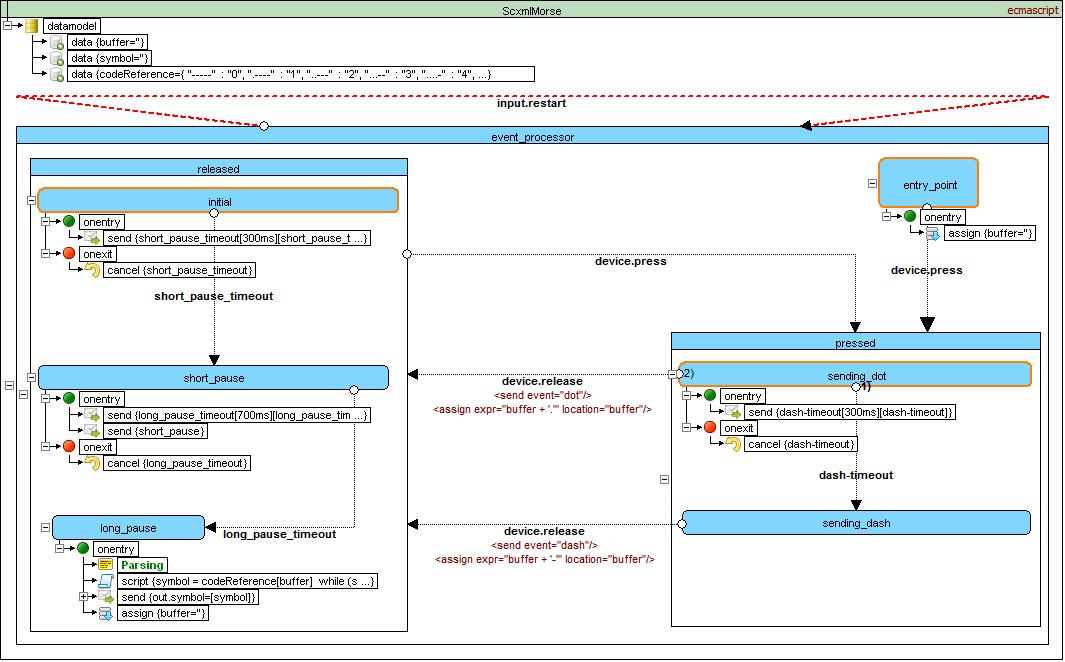 ScxmlMorse
ecmascript
datamodel
data {buffer=''}
data {symbol=''}
data {codeReference={ "-----" : "0", ".----" : "1", "..---" : "2", "...--" : "3", "....-" : "4", ...}
input.restart
event_processor
released
initial
onentry
send {short_pause_timeout[300ms][short_pause_t ...}
onexit
cancel {short_pause_timeout}
short_pause_timeout
entry_point
onentry
assign {buffer=''}
device.press
device.press
short_pause
onentry
send {long_pause_timeout[700ms][long_pause_tim ...}
send {short_pause}
onexit
cancel {long_pause_timeout}
long_pause_timeout
long_pause
onentry
Parsing
script {symbol = codeReference[buffer] while (s ...}
send {out.symbol=[symbol]}
assign {buffer=''}
device.release
<send event="dot"/>
<assign expr="buffer + '.'" location="buffer"/>
device.release
<send event="dash"/>
<assign expr="buffer + '-'" location="buffer"/>
pressed
2)
sending_dot
1)
onentry
send {dash-timeout[300ms][dash-timeout]}
onexit
cancel {dash-timeout}
dash-timeout
sending_dash